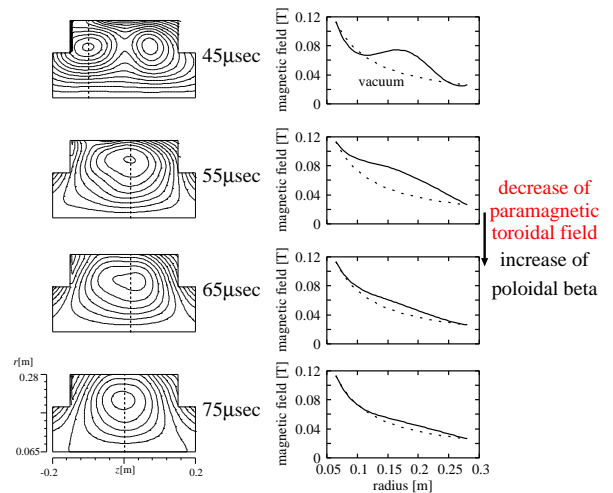 45μsec
magnetic field [T]
0.12
0.08
0.04
0
vacuum
55μsec
magnetic field [T]
0.12
0.08
0.04
0
decrease of
paramagnetic
toroidal field
increase of
poloidal beta
65μsec
magnetic field [T]
0.12
0.08
0.04
0
r[m]
0.28
0.065
-0.2
z[m]
0.2
75μsec
magnetic field [T]
0.12
0.08
0.04
0
0.05 0.1 0.15 0.2 0.25 0.3
radius [m]